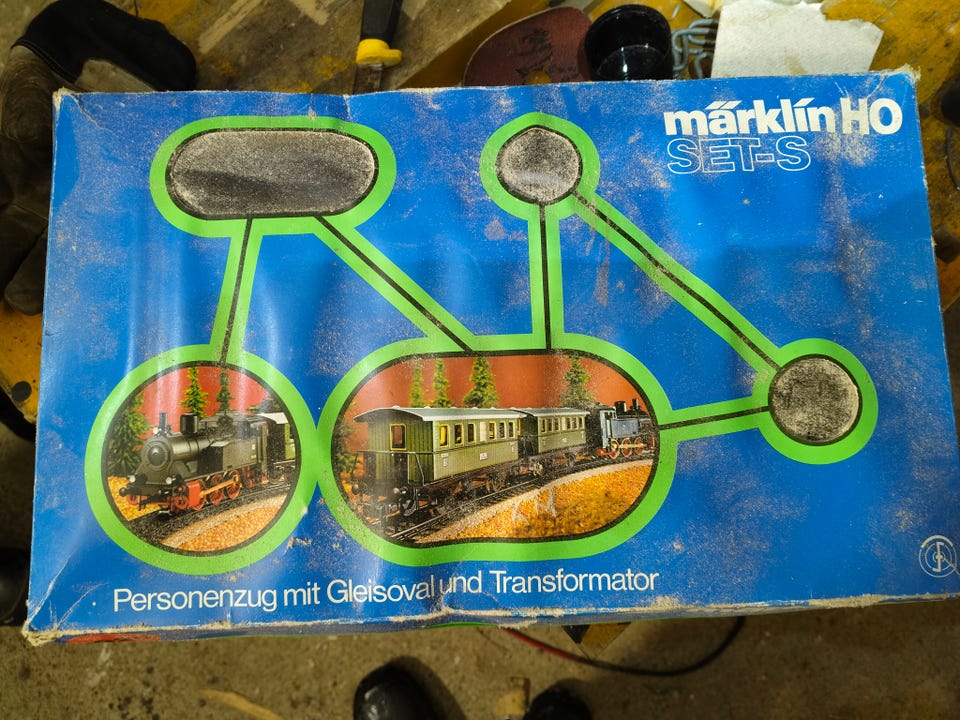 märklin HO
SET-S
Personenzug mit Gleisoval und Transformator